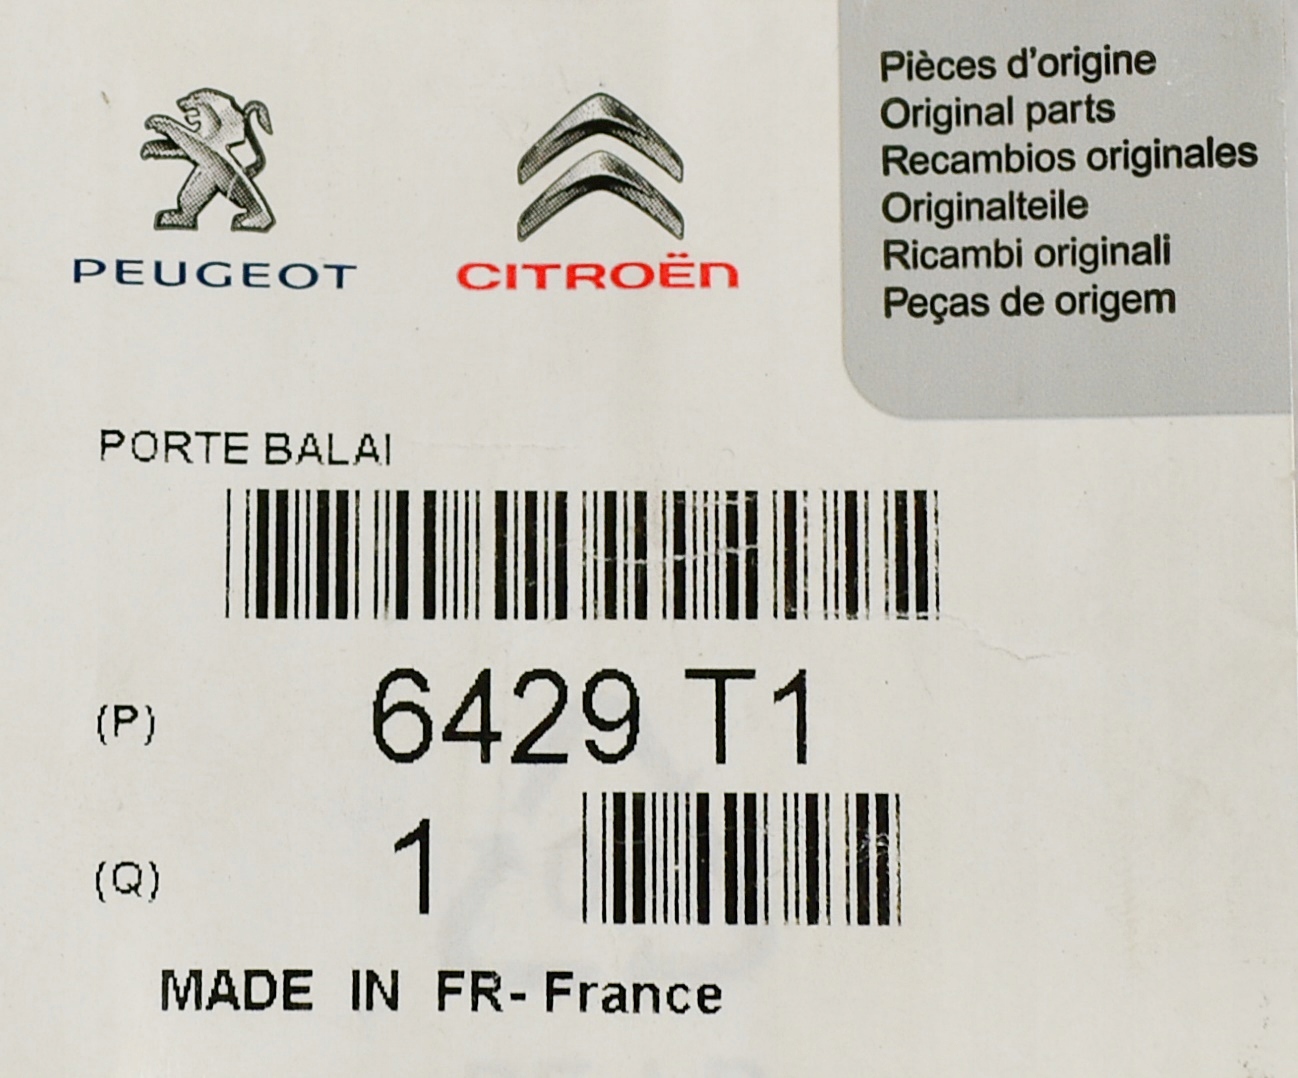 PEUGEOT
CITROËN
Pièces d'origine
Original parts
Recambios originales
Originalteile
Ricambi originali
Peças de origem
PORTE BALAI
(P) 6429 T1
(Q) 1
MADE IN FR- France